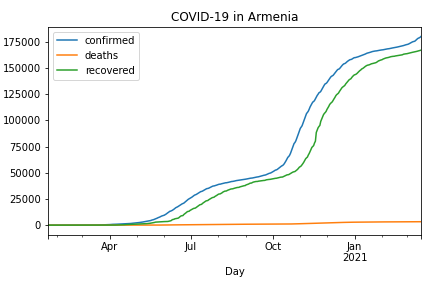 COVID-19 in Armenia
confirmed
deaths
recovered
175000
150000
125000
100000
75000
50000
25000
0
Apr
Jul
Oct
Jan
2021
Day